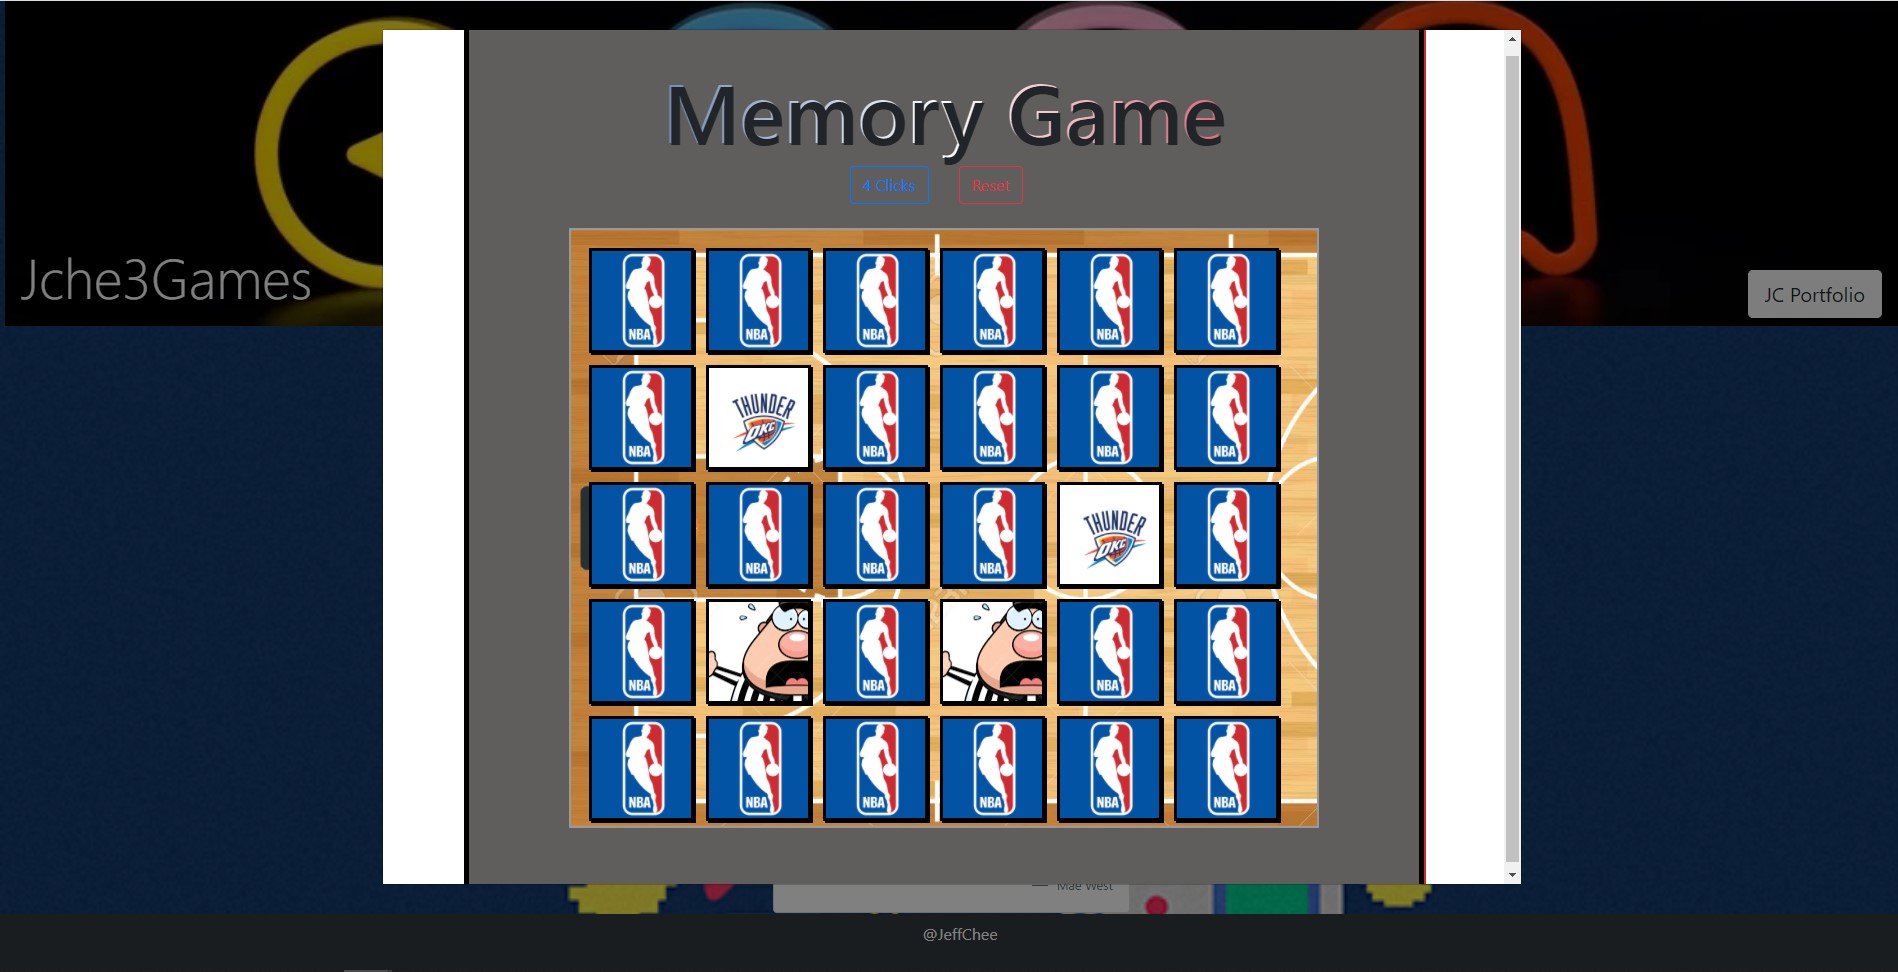 Memory Game
4 Clicks
Reset
Jche3Games
JC Portfolio
NBA NBA NBA NBA NBA NBA
NBA THUNDER OKC NBA NBA NBA NBA
NBA NBA NBA NBA THUNDER OKC NBA
NBA NBA NBA NBA
NBA NBA NBA NBA NBA NBA
— Mae West
@JeffChee